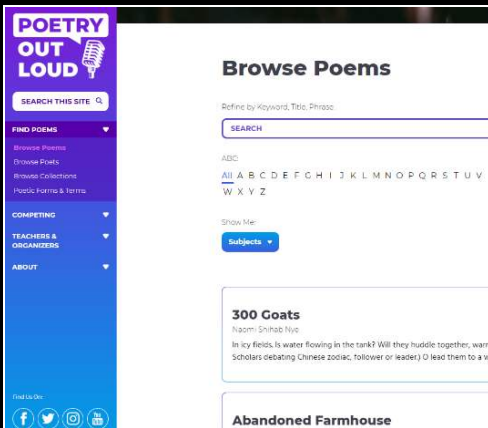 POETRY
OUT
LOUD
SEARCH THIS SITE
FIND POEMS
Browse Poems
Browse Poets
Browse Collections
Poetic Forms & Terms
COMPETING
TEACHERS &
ORGANIZERS
ABOUT
Find Us On:
You
Browse Poems
Refine by Keyword, Title, Phrase
SEARCH
ABC
All A B C D E F G H I J K L M N O P Q R S T U V
W X Y Z
Show Me:
Subjects
300 Goats
Naomi Shihab Nye
In icy fields. Is water flowing in the tank? Will they huddle together, warm
Scholars debating Chinese zodiac, follower or leader.) O lead them to a
Abandoned Farmhouse